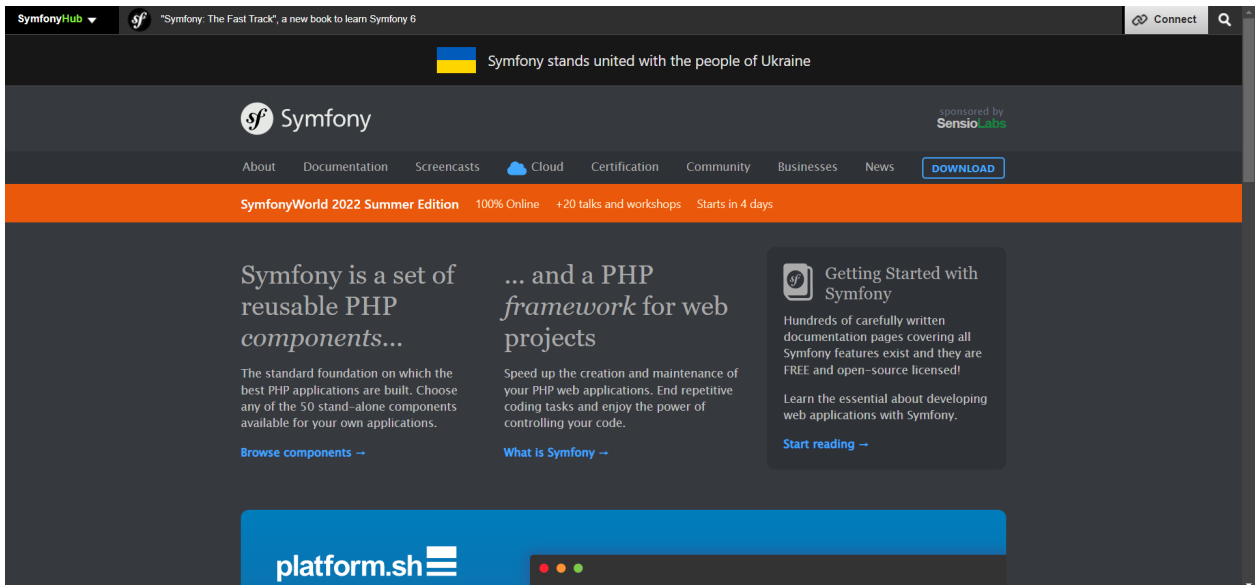 SymfonyHub
sf "Symfony: The Fast Track", a new book to learn Symfony 6
Connect
Symfony stands united with the people of Ukraine
sf Symfony
sponsored by
SensioLabs
About Documentation Screencasts Cloud Certification Community Businesses News DOWNLOAD
SymfonyWorld 2022 Summer Edition 100% Online +20 talks and workshops Starts in 4 days
Symfony is a set of
reusable PHP
components...
The standard foundation on which the
best PHP applications are built. Choose
any of the 50 stand-alone components
available for your own applications.
Browse components →
... and a PHP
framework for web
projects
Speed up the creation and maintenance of
your PHP web applications. End repetitive
coding tasks and enjoy the power of
controlling your code.
What is Symfony →
sf
Getting Started with
Symfony
Hundreds of carefully written
documentation pages covering all
Symfony features exist and they are
FREE and open-source licensed!
Learn the essential about developing
web applications with Symfony.
Start reading →
platform.sh